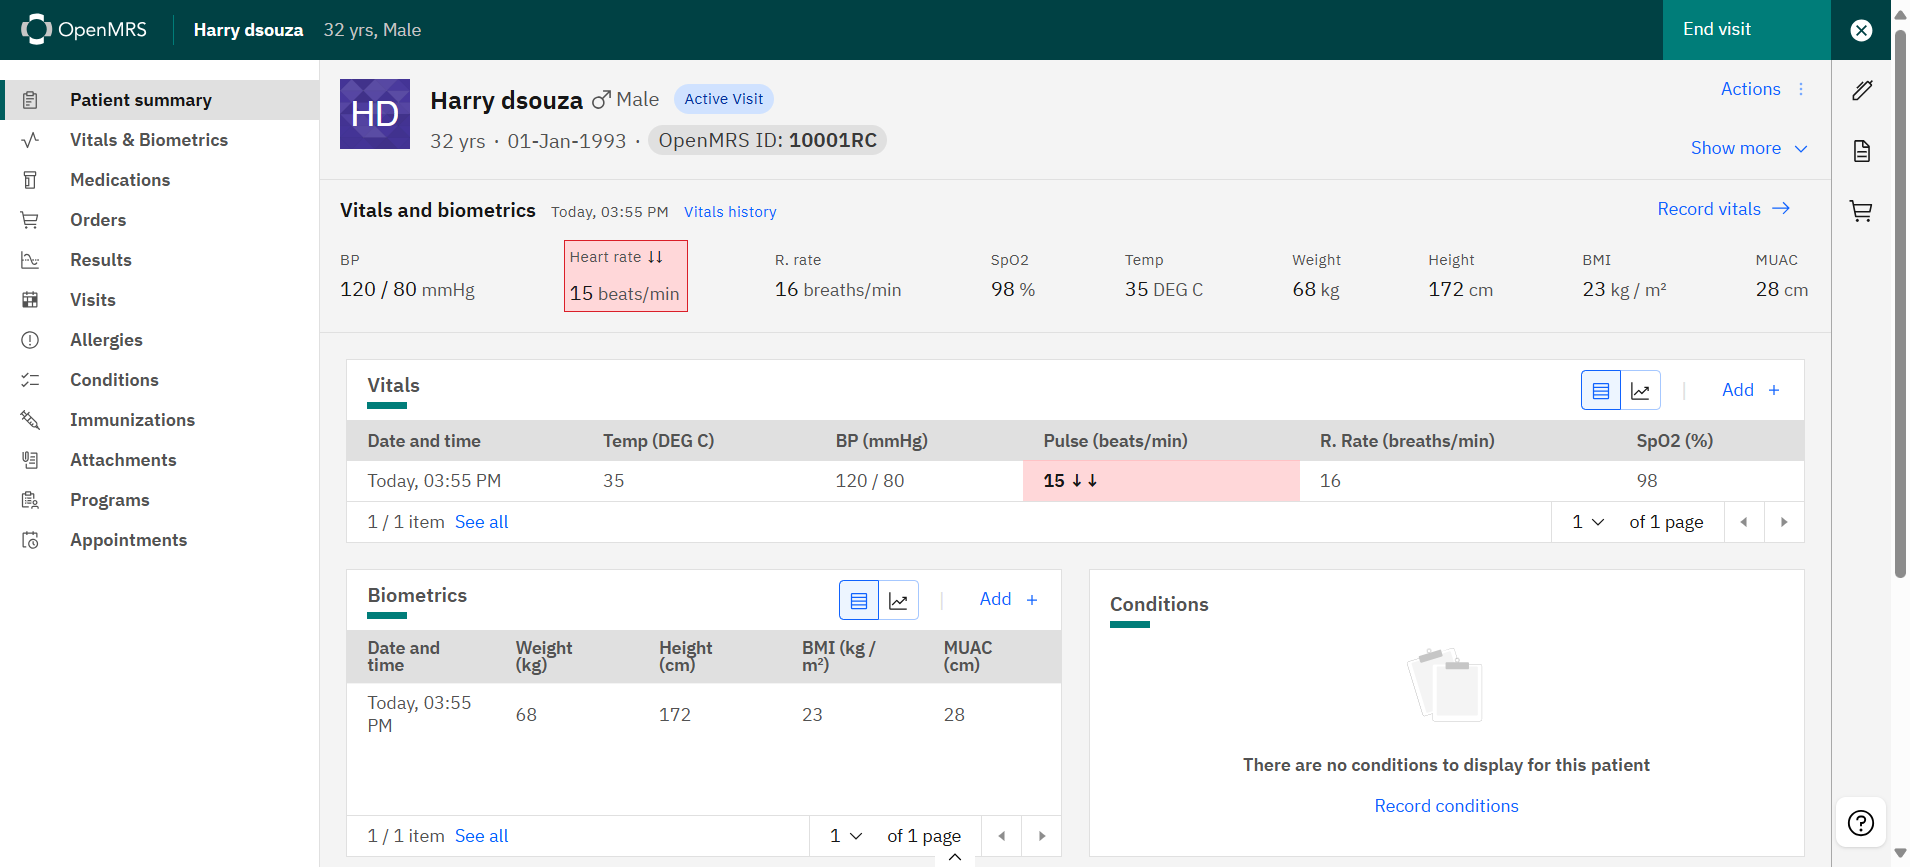 OpenMRS Harry dsouza 32 yrs, Male End visit
Patient summary
Vitals & Biometrics
Medications
Orders
Results
Visits
Allergies
Conditions
Immunizations
Attachments
Programs
Appointments
HD
Harry dsouza Male Active Visit Actions
32 yrs · 01-Jan-1993 · OpenMRS ID: 10001RC
Show more
Vitals and biometrics Today, 03:55 PM Vitals history Record vitals →
BP Heart rate ↓↓ R. rate SpO2 Temp Weight Height BMI MUAC
120 / 80 mmHg 15 beats/min 16 breaths/min 98 % 35 DEG C 68 kg 172 cm 23 kg / m² 28 cm
Vitals Add +
Date and time Temp (DEG C) BP (mmHg) Pulse (beats/min) R. Rate (breaths/min) SpO2 (%)
Today, 03:55 PM 35 120 / 80 15 ↓↓ 16 98
1 / 1 item See all 1 of 1 page
Biometrics Add +
Date and time Weight (kg) Height (cm) BMI (kg / m²) MUAC (cm)
Today, 03:55 PM 68 172 23 28
1 / 1 item See all 1 of 1 page
Conditions
There are no conditions to display for this patient
Record conditions